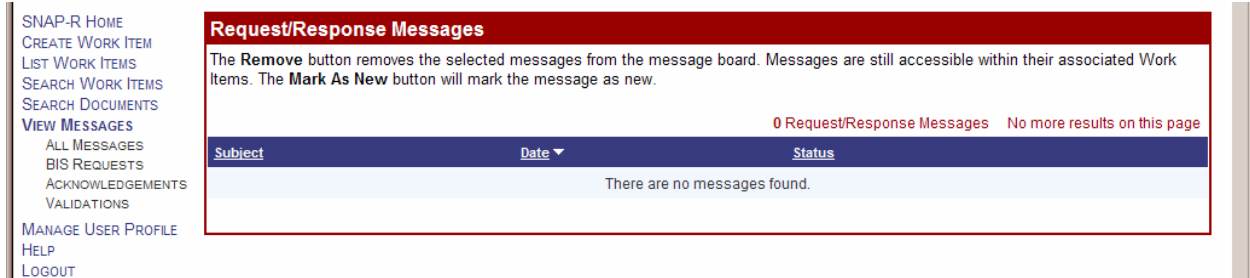 SNAP-R HOME
CREATE WORK ITEM
LIST WORK ITEMS
SEARCH WORK ITEMS
SEARCH DOCUMENTS
VIEW MESSAGES
ALL MESSAGES
BIS REQUESTS
ACKNOWLEDGEMENTS
VALIDATIONS
MANAGE USER PROFILE
HELP
LOGOUT
Request/Response Messages
The Remove button removes the selected messages from the message board. Messages are still accessible within their associated Work
Items. The Mark As New button will mark the message as new.
0 Request/Response Messages No more results on this page
Subject Date Status
There are no messages found.